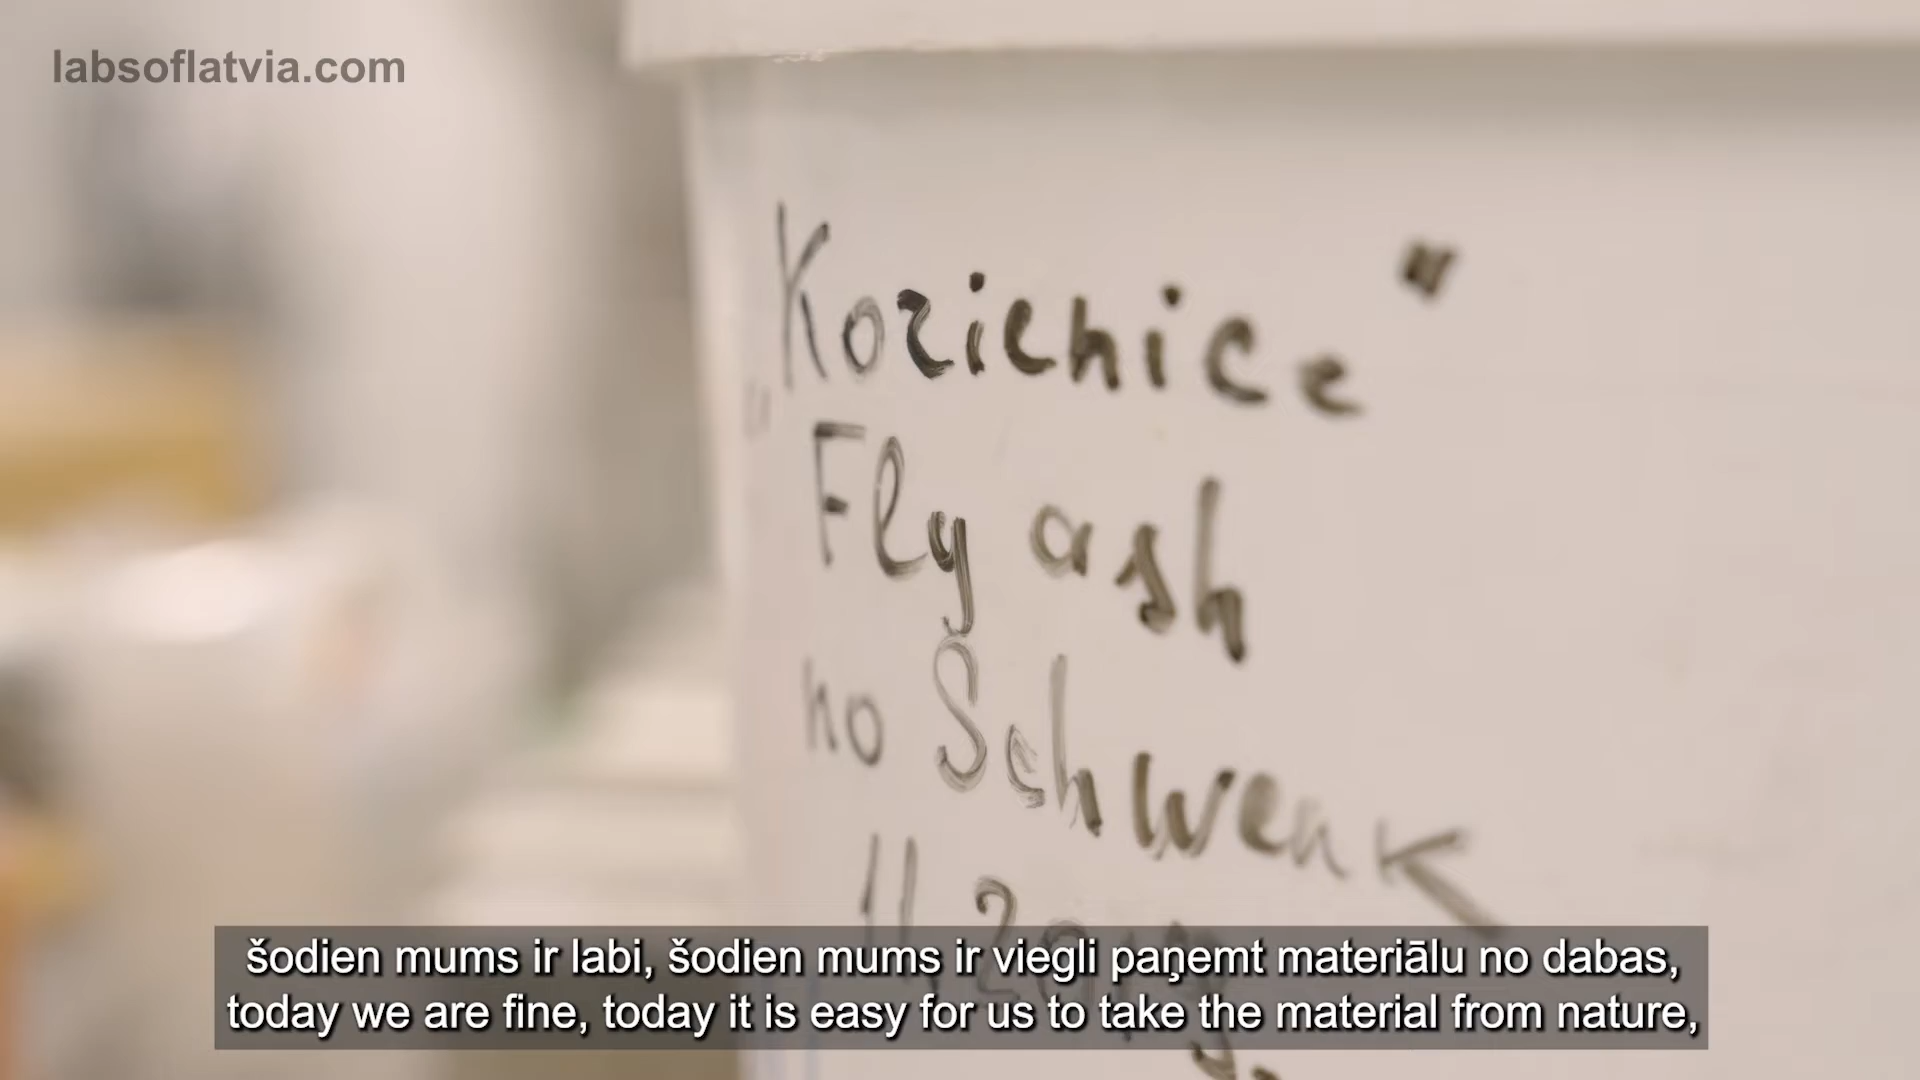 labsoflatvia.com
„Kozienice"
Fly ash
no Schwenk
šodien mums ir labi, šodien mums ir viegli paņemt materiālu no dabas,
today we are fine, today it is easy for us to take the material from nature,